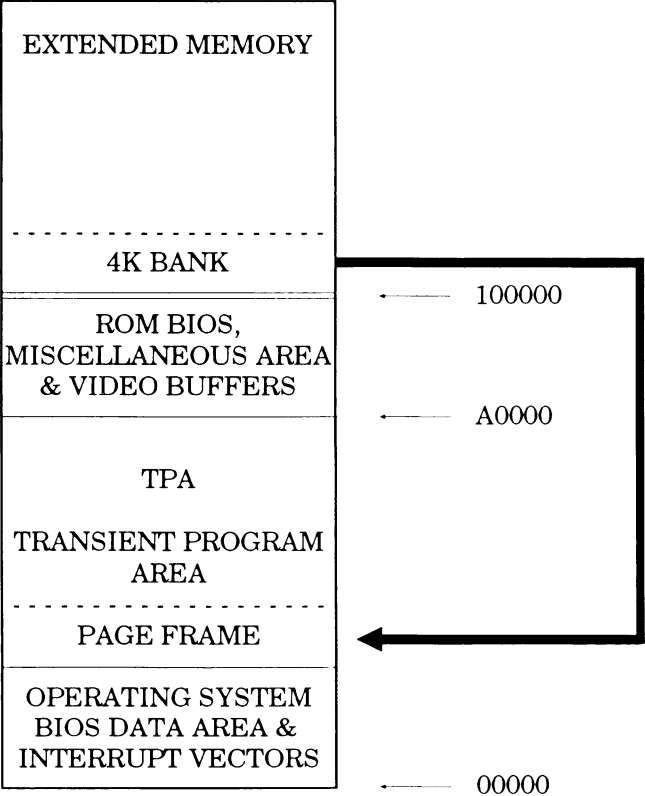 EXTENDED MEMORY
4K BANK
100000
ROM BIOS,
MISCELLANEOUS AREA
& VIDEO BUFFERS
A0000
TPA
TRANSIENT PROGRAM
AREA
PAGE FRAME
OPERATING SYSTEM
BIOS DATA AREA &
INTERRUPT VECTORS
00000